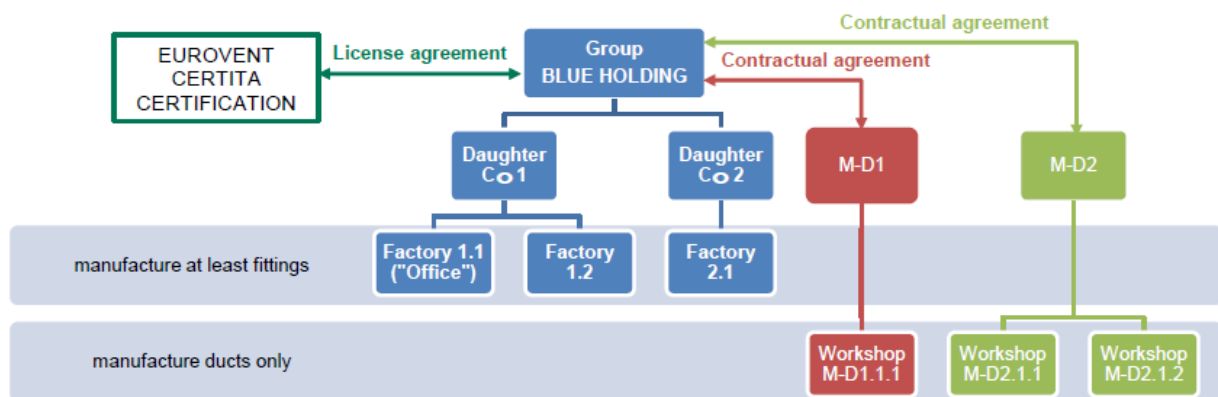 Contractual agreement
EUROVENT
CERTITA
CERTIFICATION
License agreement
Group
BLUE HOLDING
Contractual agreement
Daughter
Co 1
Daughter
Co 2
M-D1
M-D2
manufacture at least fittings
Factory 1.1
("Office")
Factory
1.2
Factory
2.1
manufacture ducts only
Workshop
M-D1.1.1
Workshop
M-D2.1.1
Workshop
M-D2.1.2